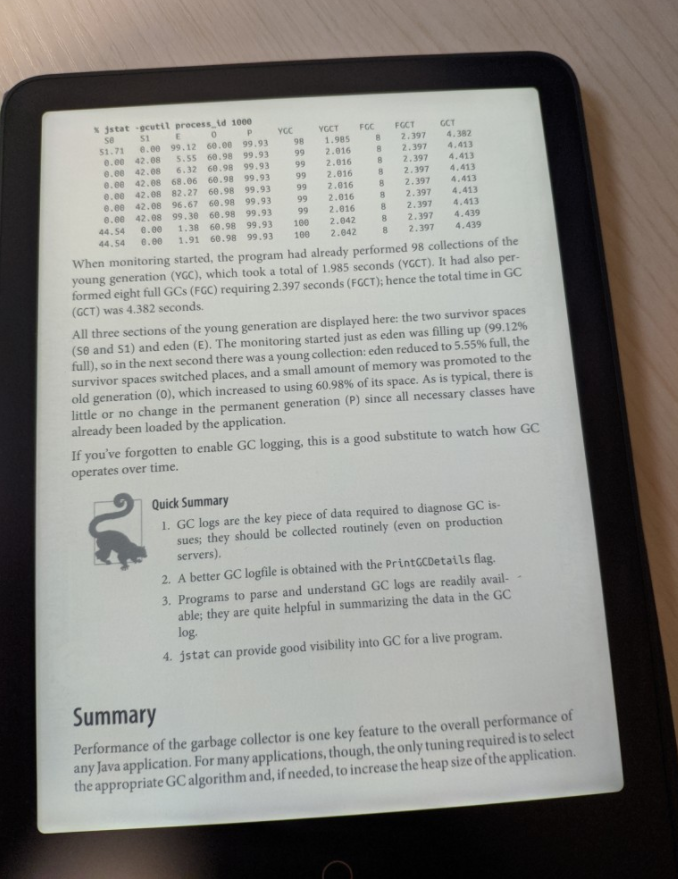 % jstat -gcutil process_id 1000
S0 S1 E O P YGC YGCT FGC FGCT GCT
51.71 0.00 99.12 60.00 99.93 98 1.985 8 2.397 4.382
0.00 42.08 5.55 60.98 99.93 99 2.016 8 2.397 4.413
0.00 42.08 6.32 60.98 99.93 99 2.016 8 2.397 4.413
0.00 42.08 68.06 60.98 99.93 99 2.016 8 2.397 4.413
0.00 42.08 82.27 60.98 99.93 99 2.016 8 2.397 4.413
0.00 42.08 96.67 60.98 99.93 99 2.016 8 2.397 4.413
0.00 42.08 99.30 60.98 99.93 99 2.016 8 2.397 4.413
44.54 0.00 1.38 60.98 99.93 100 2.042 8 2.397 4.439
44.54 0.00 1.91 60.98 99.93 100 2.042 8 2.397 4.439
When monitoring started, the program had already performed 98 collections of the
young generation (YGC), which took a total of 1.985 seconds (YGCT). It had also per-
formed eight full GCs (FGC) requiring 2.397 seconds (FGCT); hence the total time in GC
(GCT) was 4.382 seconds.
All three sections of the young generation are displayed here: the two survivor spaces
(S0 and S1) and eden (E). The monitoring started just as eden was filling up (99.12%
full), so in the next second there was a young collection: eden reduced to 5.55% full, the
survivor spaces switched places, and a small amount of memory was promoted to the
old generation (O), which increased to using 60.98% of its space. As is typical, there is
little or no change in the permanent generation (P) since all necessary classes have
already been loaded by the application.
If you've forgotten to enable GC logging, this is a good substitute to watch how GC
operates over time.
Quick Summary
1. GC logs are the key piece of data required to diagnose GC is-
sues; they should be collected routinely (even on production
servers).
2. A better GC logfile is obtained with the PrintGCDetails flag.
3. Programs to parse and understand GC logs are readily avail-
able; they are quite helpful in summarizing the data in the GC
log.
4. jstat can provide good visibility into GC for a live program.
Summary
Performance of the garbage collector is one key feature to the overall performance of
any Java application. For many applications, though, the only tuning required is to select
the appropriate GC algorithm and, if needed, to increase the heap size of the application.